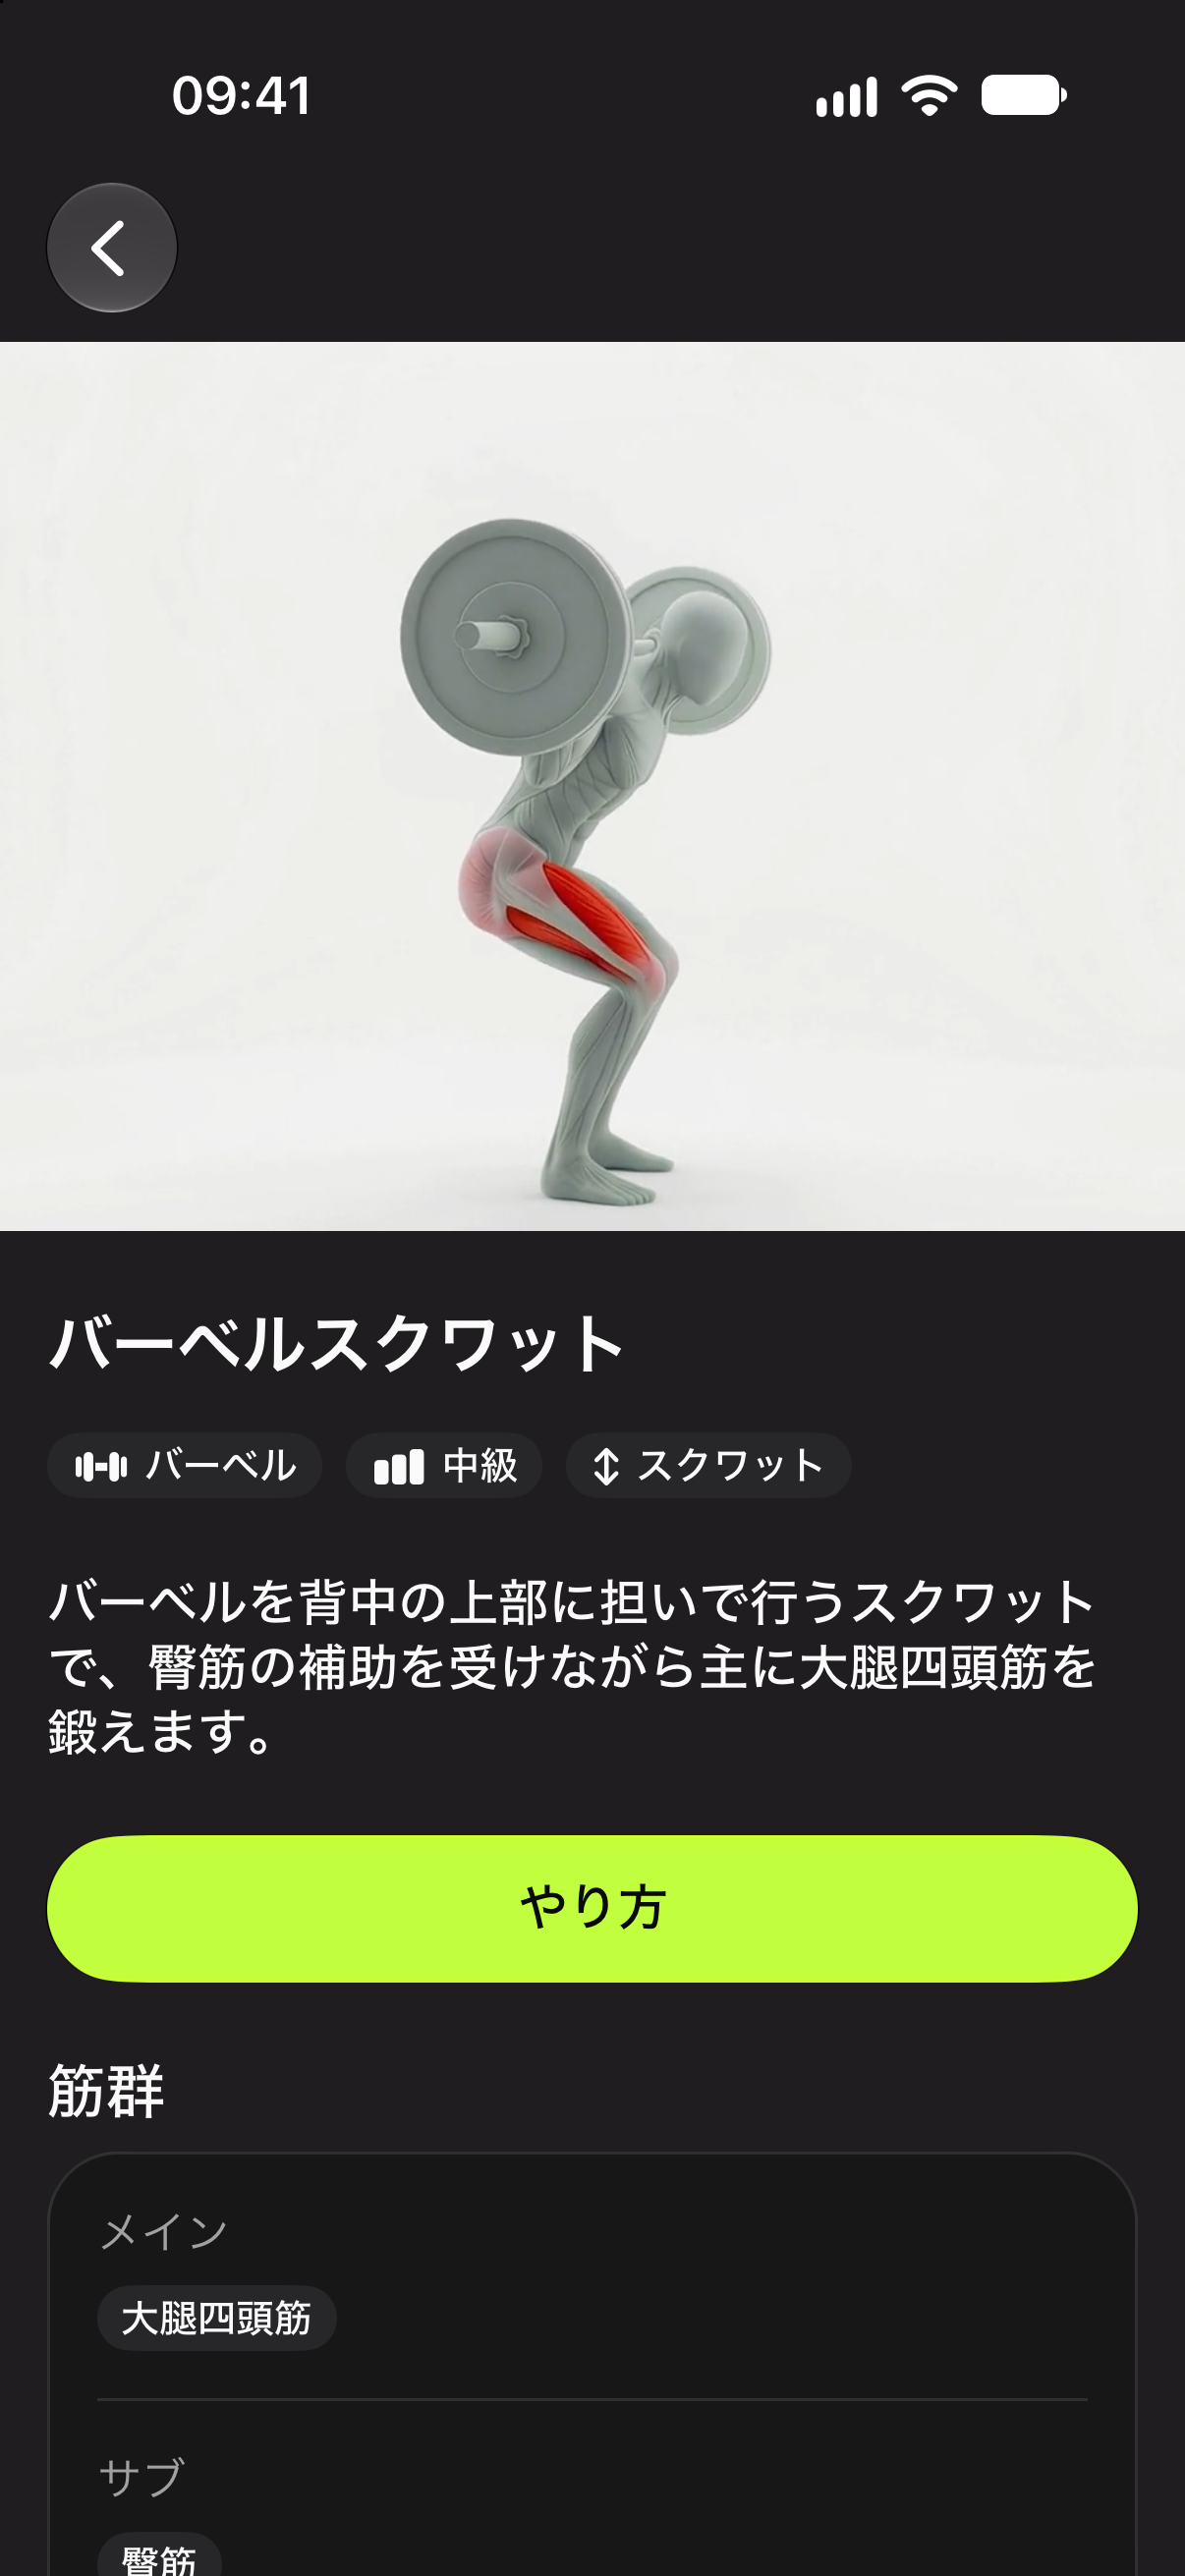 09:41
バーベルスクワット
バーベル 中級 スクワット
バーベルを背中の上部に担いで行うスクワット
で、臀筋の補助を受けながら主に大腿四頭筋を
鍛えます。
やり方
筋群
メイン
大腿四頭筋
サブ
臀筋